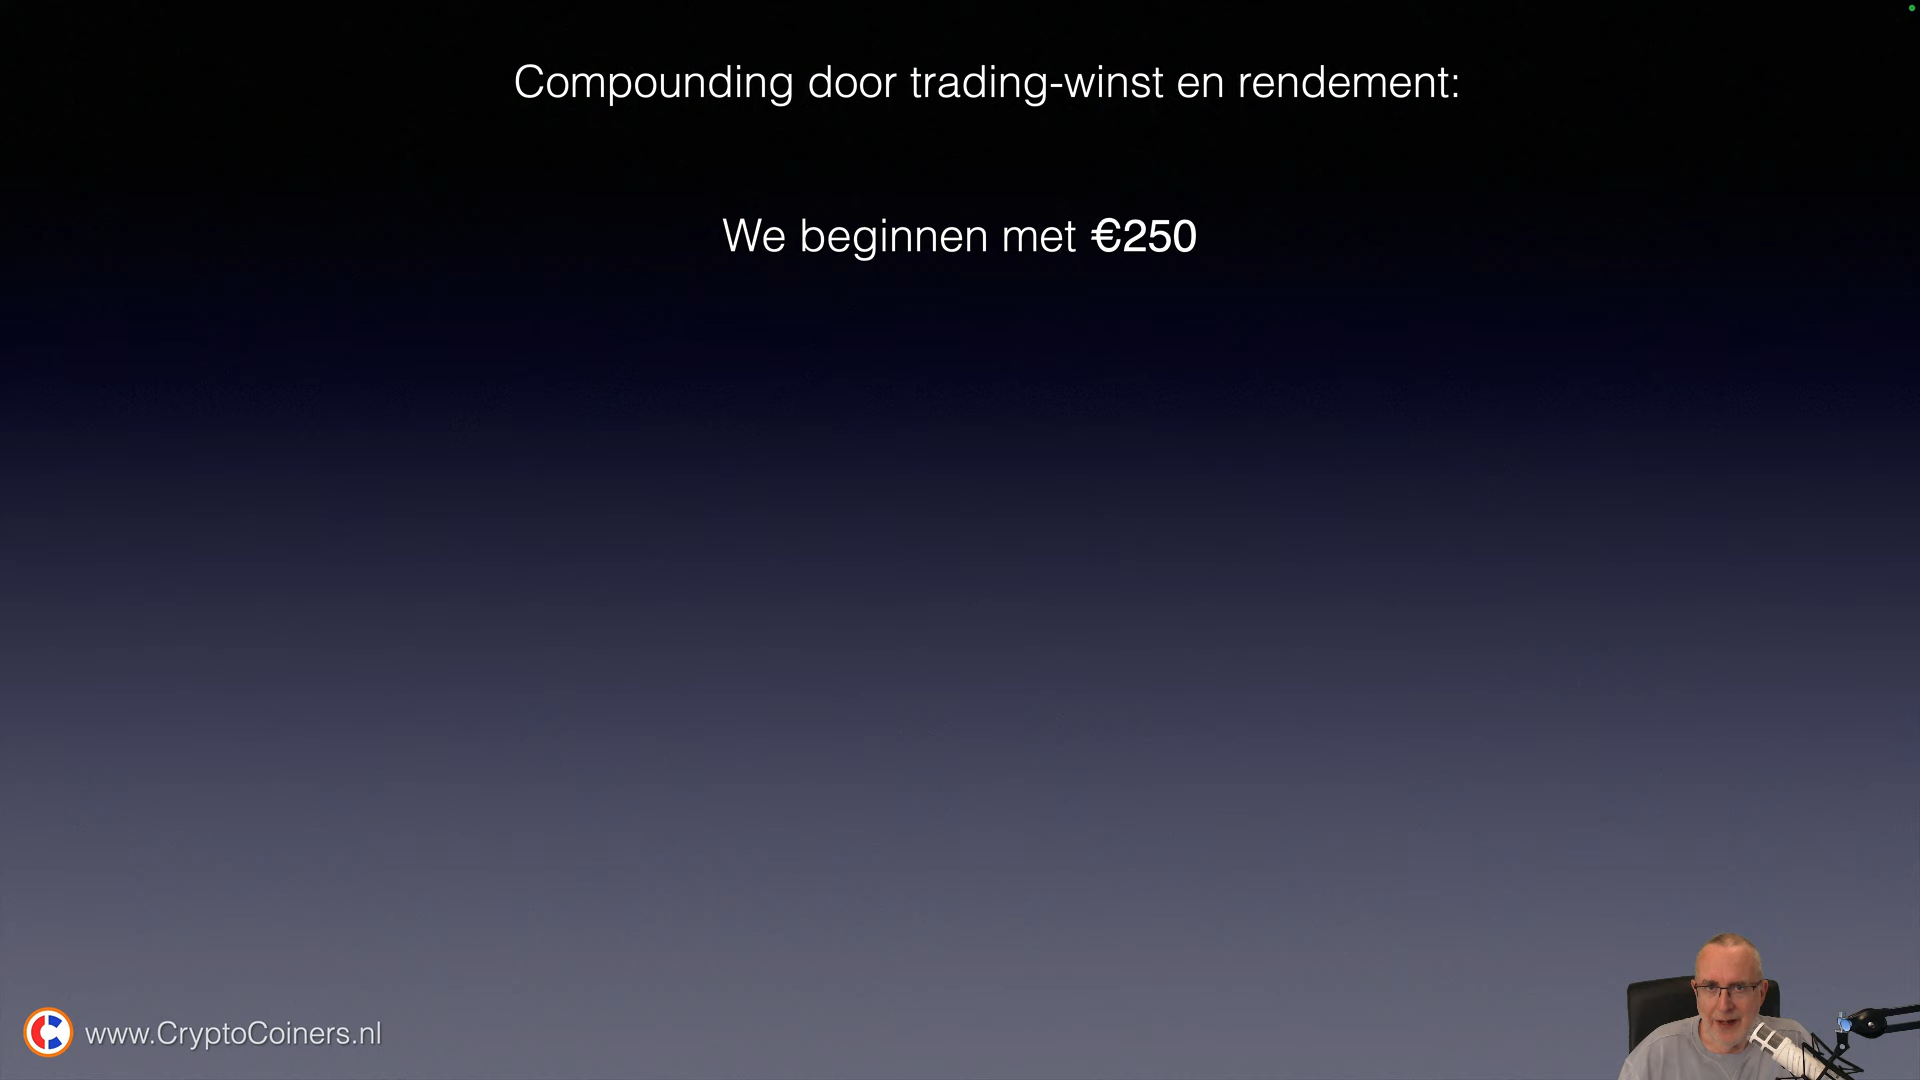 Compounding door trading-winst en rendement:
We beginnen met €250
www.CryptoCoiners.nl